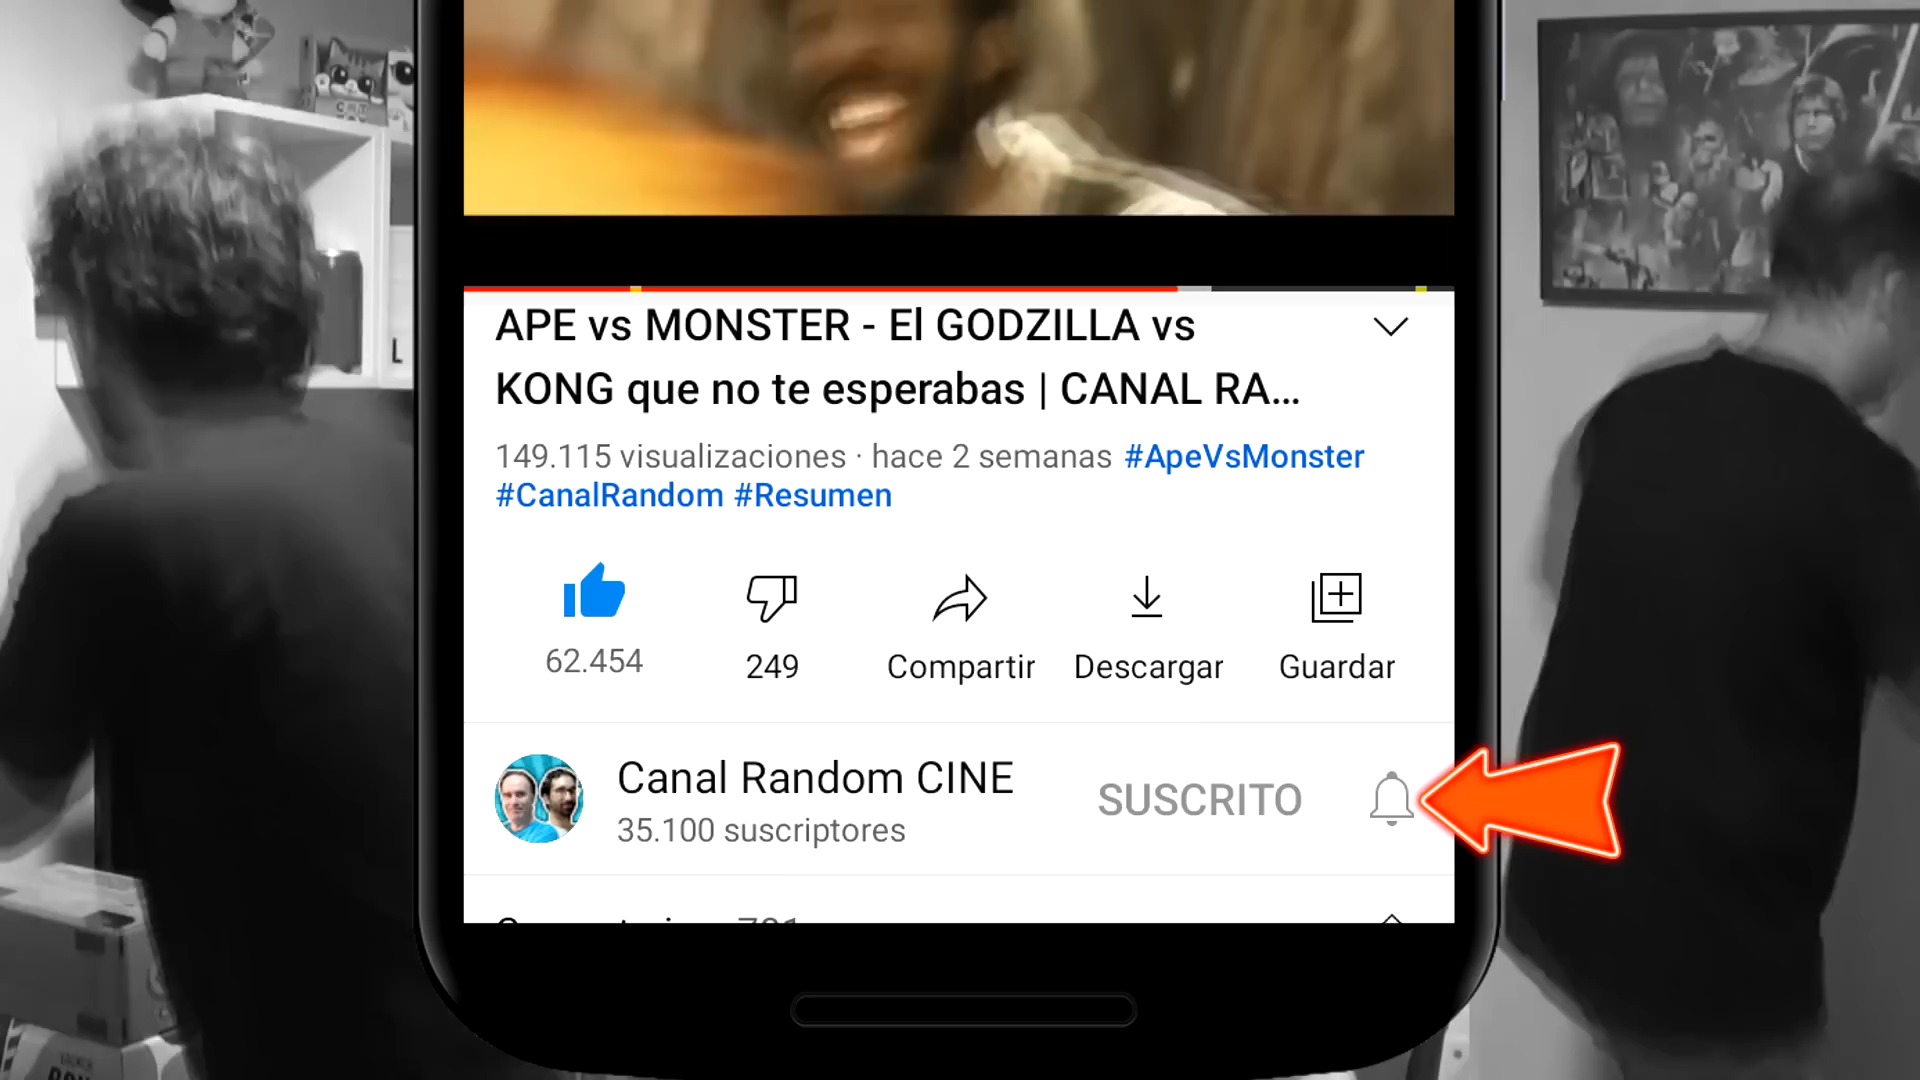 APE vs MONSTER - El GODZILLA vs
KONG que no te esperabas | CANAL RA...
149.115 visualizaciones · hace 2 semanas #ApeVsMonster
#CanalRandom #Resumen
62.454
249
Compartir
Descargar
Guardar
Canal Random CINE
SUSCRITO
35.100 suscriptores